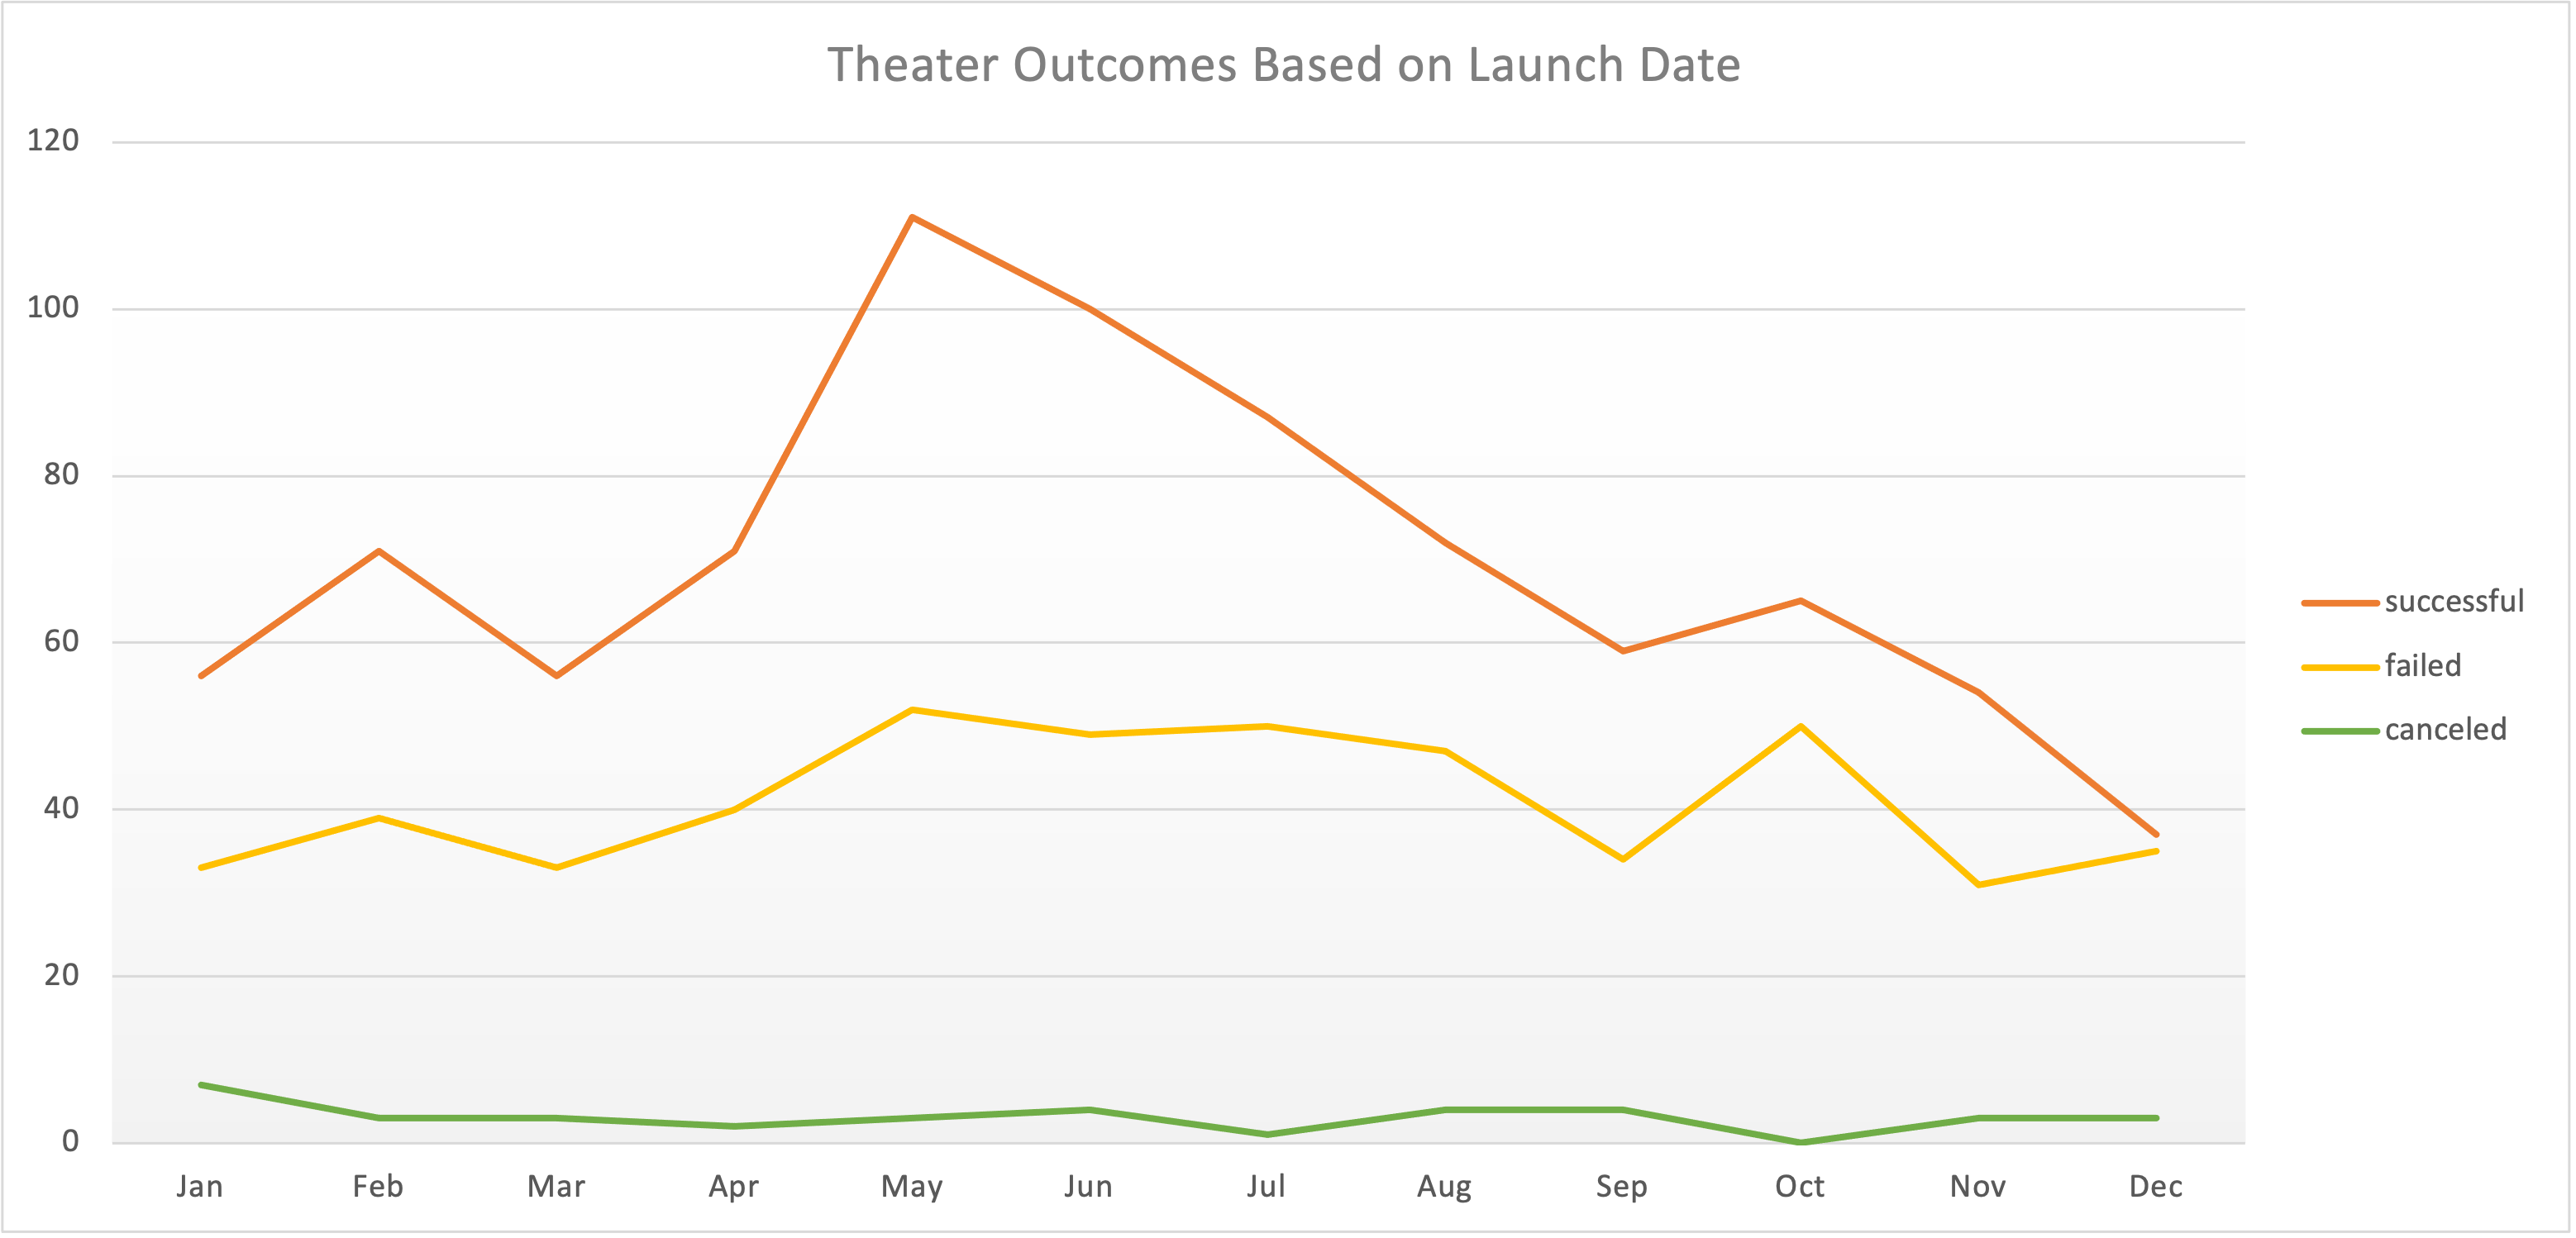 Theater Outcomes Based on Launch Date
120
100
80
60
40
20
0
Jan Feb Mar Apr May Jun Jul Aug Sep Oct Nov Dec
successful
failed
canceled